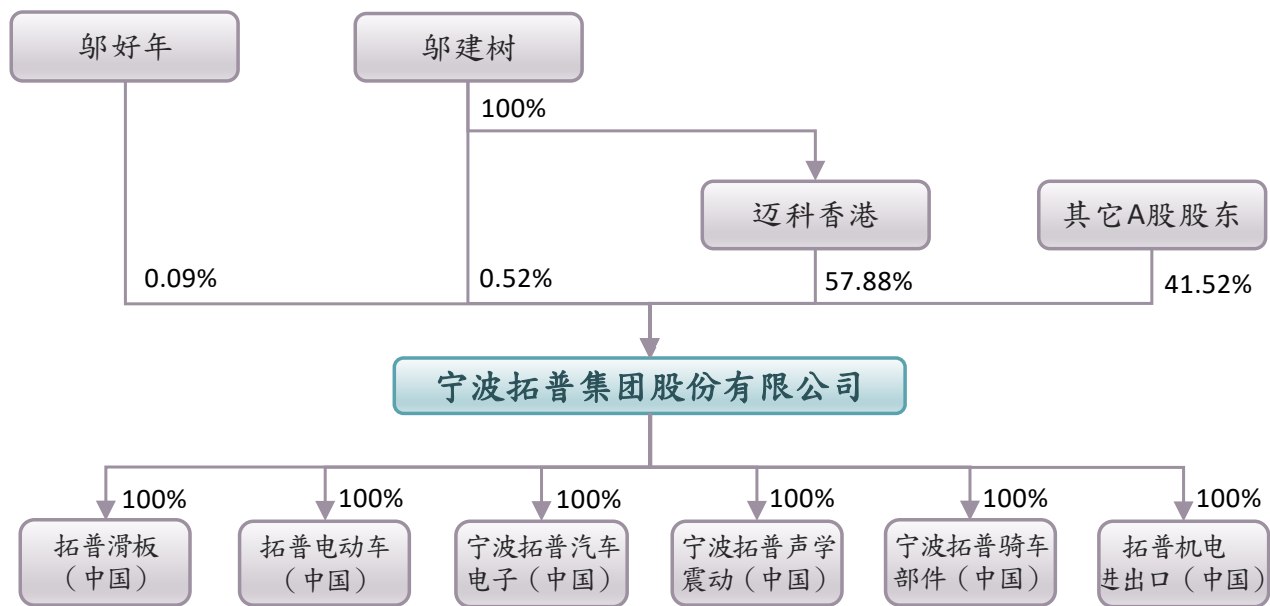 邬好年
邬建树
100%
迈科香港
其它A股股东
0.09%
0.52%
57.88%
41.52%
宁波拓普集团股份有限公司
100%
100%
100%
100%
100%
100%
拓普滑板
（中国）
拓普电动车
（中国）
宁波拓普汽车
电子（中国）
宁波拓普声学
震动（中国）
宁波拓普骑车
部件（中国）
拓普机电
进出口（中国）